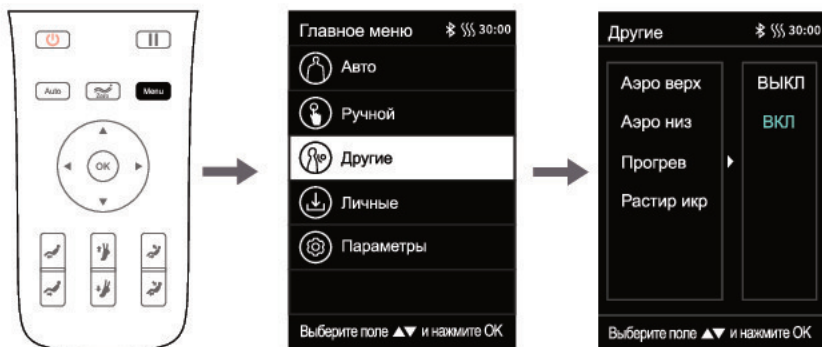 Auto
Zero
Menu
OK
Главное меню 30:00
Авто
Ручной
Другие
Личные
Параметры
Выберите поле ▲▼ и нажмите OK
Другие 30:00
Аэро верх ВЫКЛ
Аэро низ ВКЛ
Прогрев
Растир икр
Выберите поле ▲▼ и нажмите OK